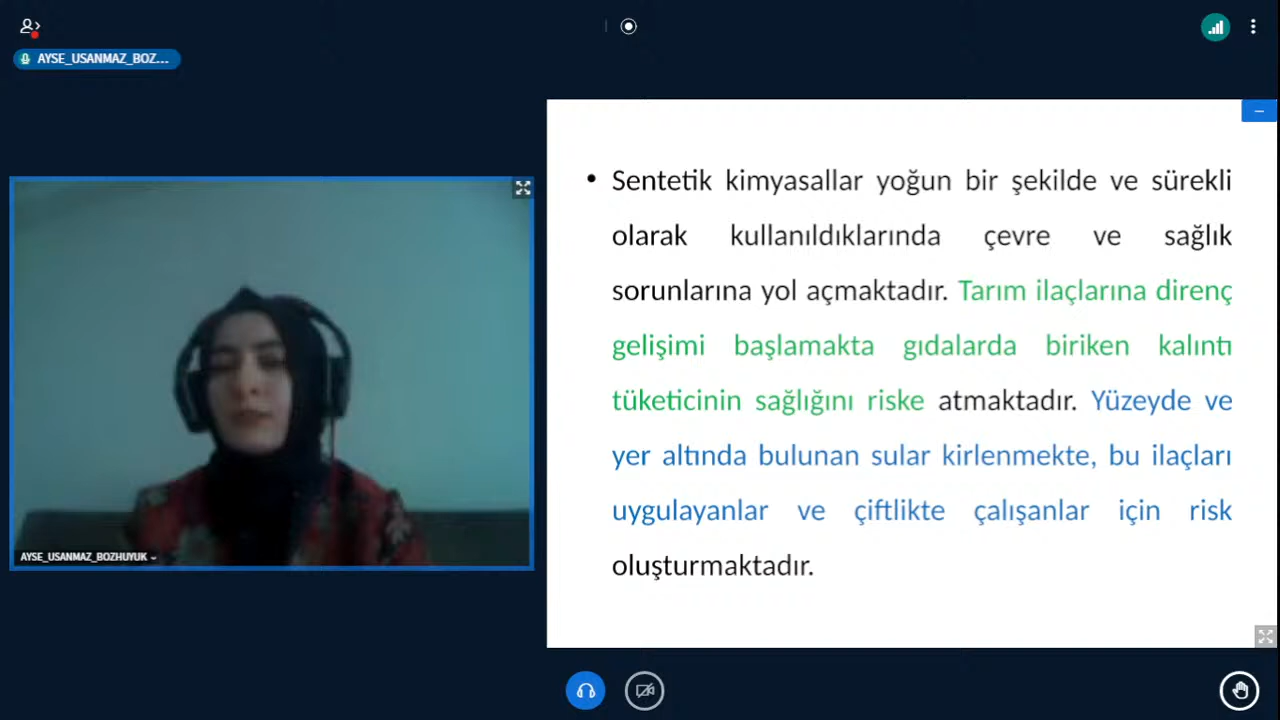 AYSE_USANMAZ_BOZ...
• Sentetik kimyasallar yoğun bir şekilde ve sürekli
olarak kullanıldıklarında çevre ve sağlık
sorunlarına yol açmaktadır. Tarım ilaçlarına direnç
gelişimi başlamakta gıdalarda biriken kalıntı
tüketicinin sağlığını riske atmaktadır. Yüzeyde ve
yer altında bulunan sular kirlenmekte, bu ilaçları
uygulayanlar ve çiftlikte çalışanlar için risk
oluşturmaktadır.
AYSE_USANMAZ_BOZHUYUK